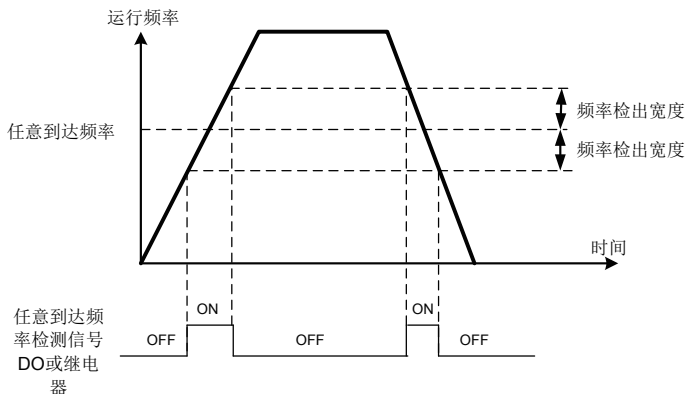 运行频率
任意到达频率
频率检出宽度
频率检出宽度
时间
任意到达频
率检测信号
DO或继电
器
OFF
ON
OFF
ON
OFF